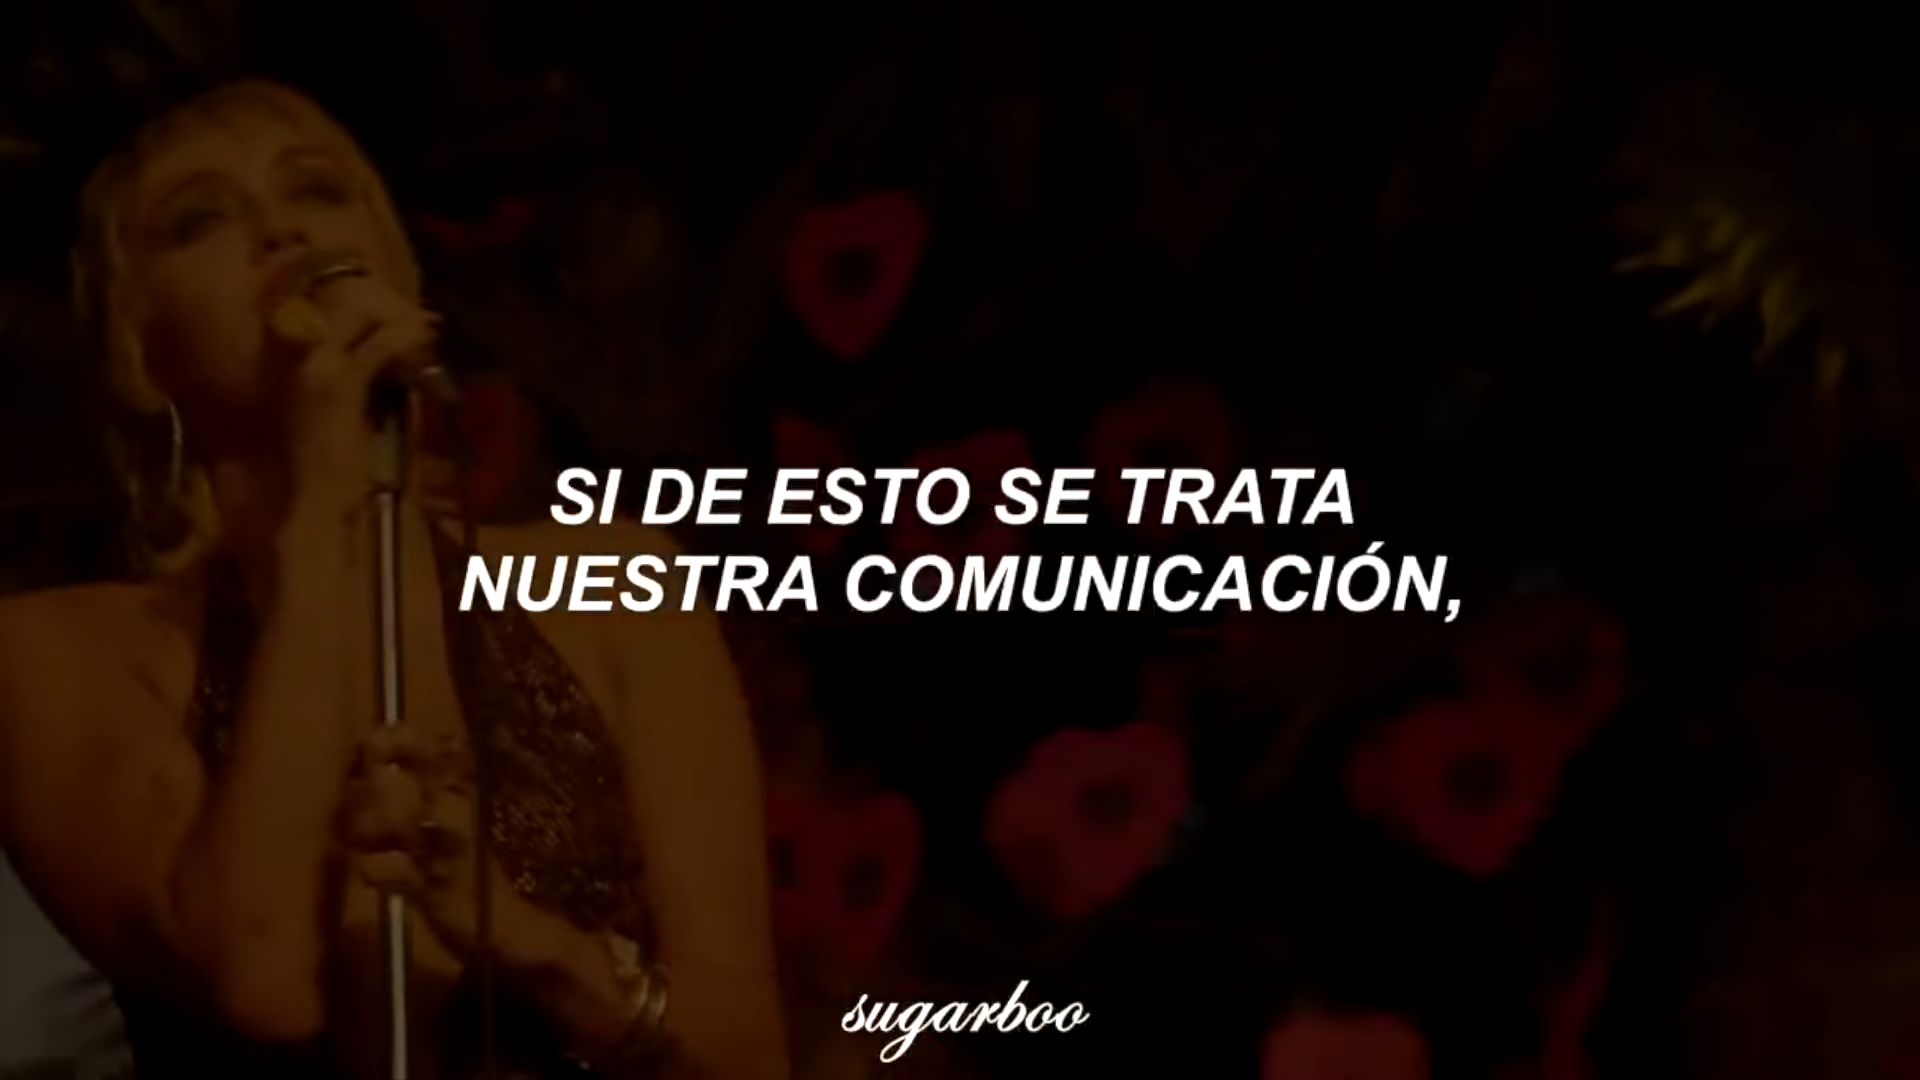 SI DE ESTO SE TRATA
NUESTRA COMUNICACIÓN,
sugarboo